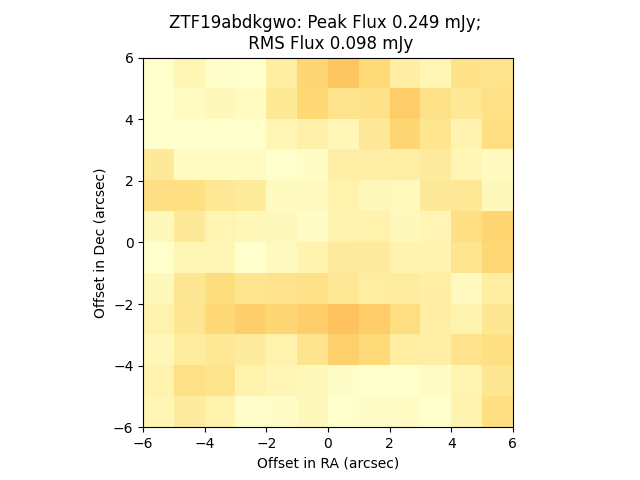 ZTF19abdkgwo: Peak Flux 0.249 mJy;
RMS Flux 0.098 mJy
6
4
2
0
−2
−4
−6
Offset in Dec (arcsec)
−6 −4 −2 0 2 4 6
Offset in RA (arcsec)